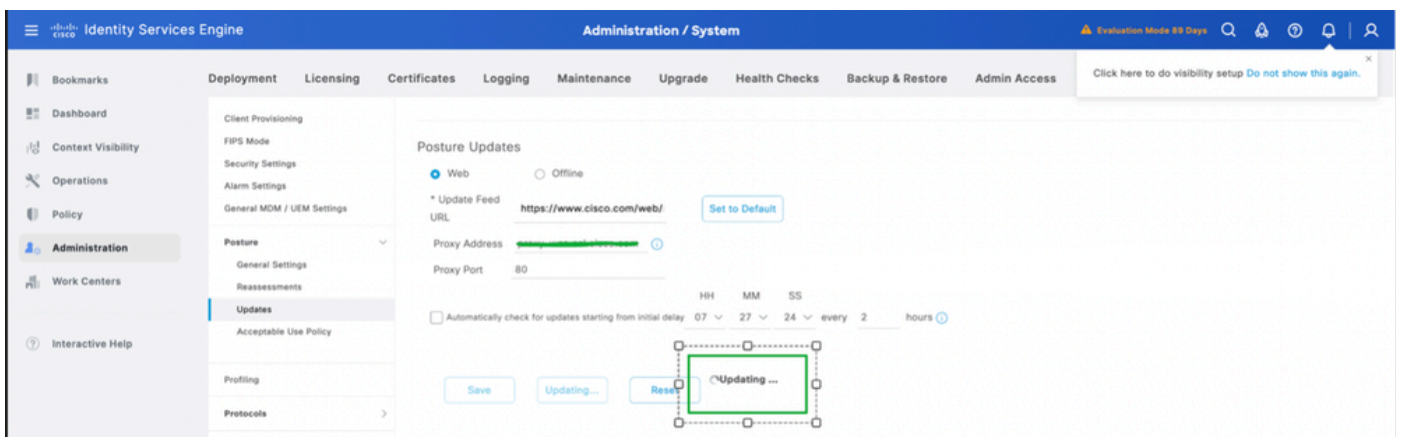 cisco Identity Services Engine
Administration / System
Evaluation Mode 89 Days
Click here to do visibility setup Do not show this again.
Bookmarks
Dashboard
Context Visibility
Operations
Policy
Administration
Work Centers
Interactive Help
Deployment Licensing Certificates Logging Maintenance Upgrade Health Checks Backup & Restore Admin Access
Client Provisioning
FIPS Mode
Security Settings
Alarm Settings
General MDM / UEM Settings
Posture
General Settings
Reassessments
Updates
Acceptable Use Policy
Profiling
Protocols
Posture Updates
Web Offline
* Update Feed URL https://www.cisco.com/web/ Set to Default
Proxy Address
Proxy Port 80
HH MM SS
Automatically check for updates starting from initial delay 07 27 24 every 2 hours
Save Updating... Reset Updating ...